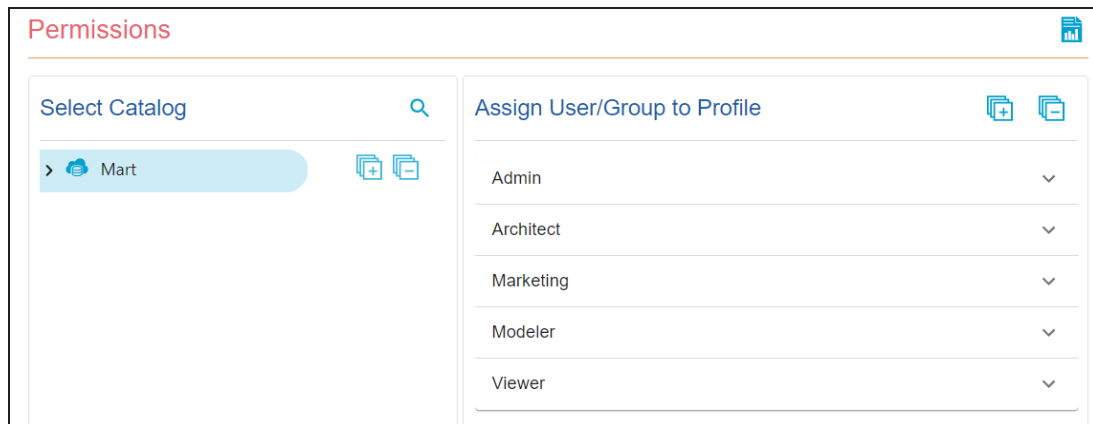 Permissions
Select Catalog
Mart
Assign User/Group to Profile
Admin
Architect
Marketing
Modeler
Viewer